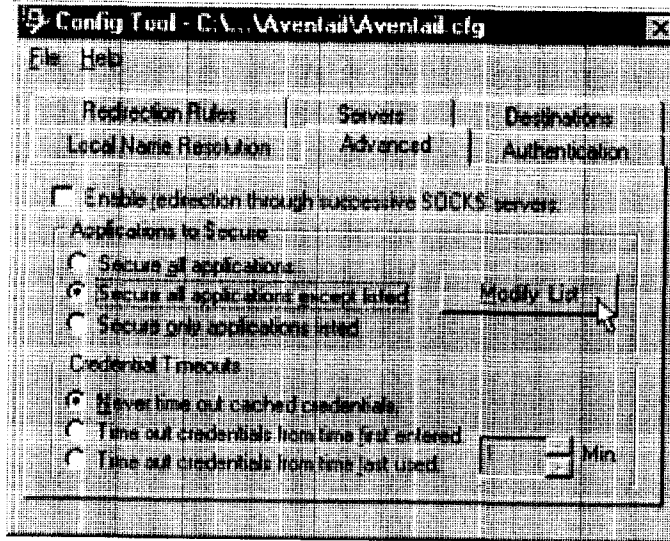 Config Tool - C:\...\Aventail\Aventail.cfg
File Help
Redirection Rules Servers Destinations
Local Name Resolution Advanced Authentication
Enable redirection through successive SOCKS servers.
Applications to Secure
Secure all applications.
Secure all applications except listed Modify List
Secure only applications listed
Credential Timeouts
Never time out cached credentials.
Time out credentials from time first entered.
Time out credentials from time last used.
1 Min